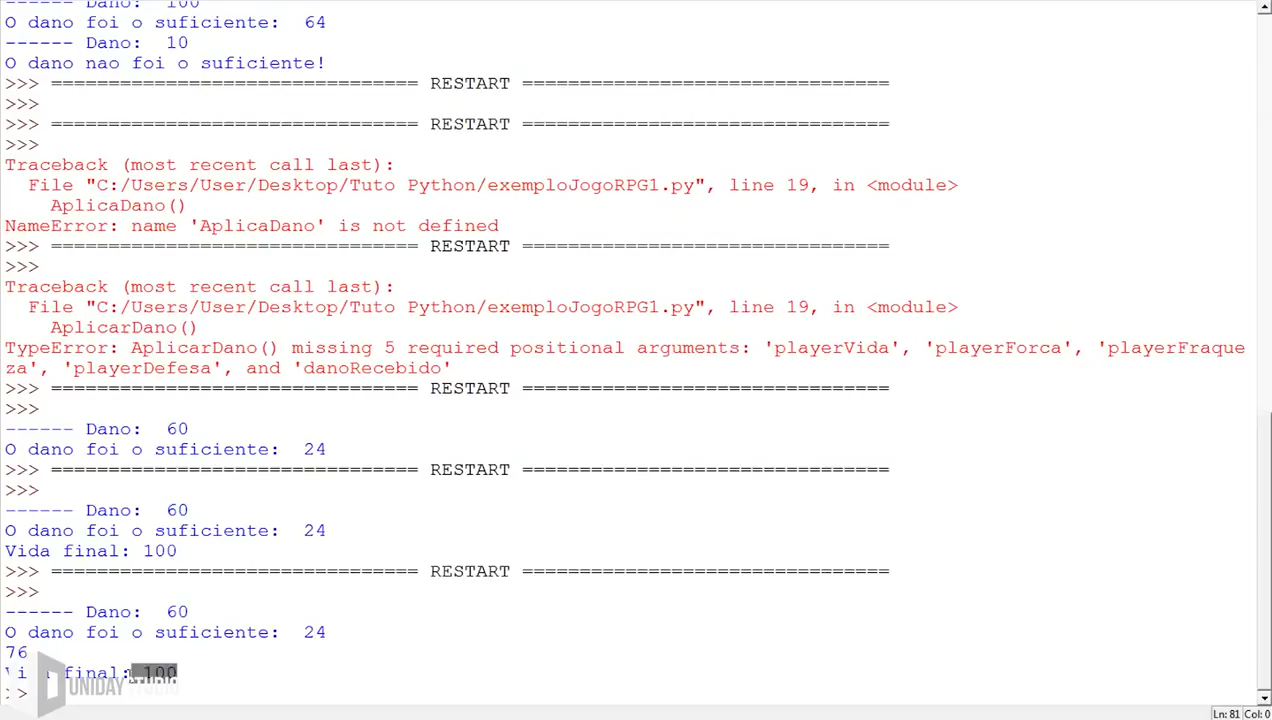 ------ Dano:  100
O dano foi o suficiente:  64
------ Dano:  10
O dano nao foi o suficiente!
>>> ================================ RESTART ================================
>>>
>>> ================================ RESTART ================================
>>>
Traceback (most recent call last):
  File "C:/Users/User/Desktop/Tuto Python/exemploJogoRPG1.py", line 19, in <module>
    AplicaDano()
NameError: name 'AplicaDano' is not defined
>>> ================================ RESTART ================================
>>>
Traceback (most recent call last):
  File "C:/Users/User/Desktop/Tuto Python/exemploJogoRPG1.py", line 19, in <module>
    AplicarDano()
TypeError: AplicarDano() missing 5 required positional arguments: 'playerVida', 'playerForca', 'playerFraque
za', 'playerDefesa', and 'danoRecebido'
>>> ================================ RESTART ================================
>>>
------ Dano:  60
O dano foi o suficiente:  24
>>> ================================ RESTART ================================
>>>
------ Dano:  60
O dano foi o suficiente:  24
Vida final: 100
>>> ================================ RESTART ================================
>>>
------ Dano:  60
O dano foi o suficiente:  24
76
final: 100
UNIDAY STUDIO
>>
Ln: 81 Col: 0